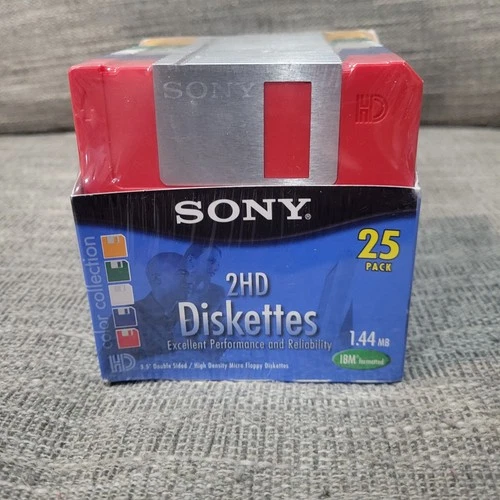 SONY
HD
SONY®
25
PACK
color collection
2HD
Diskettes
Excellent Performance and Reliability
1.44 MB
IBM® formatted
HD
3.5" Double Sided / High Density Micro Floppy Diskettes